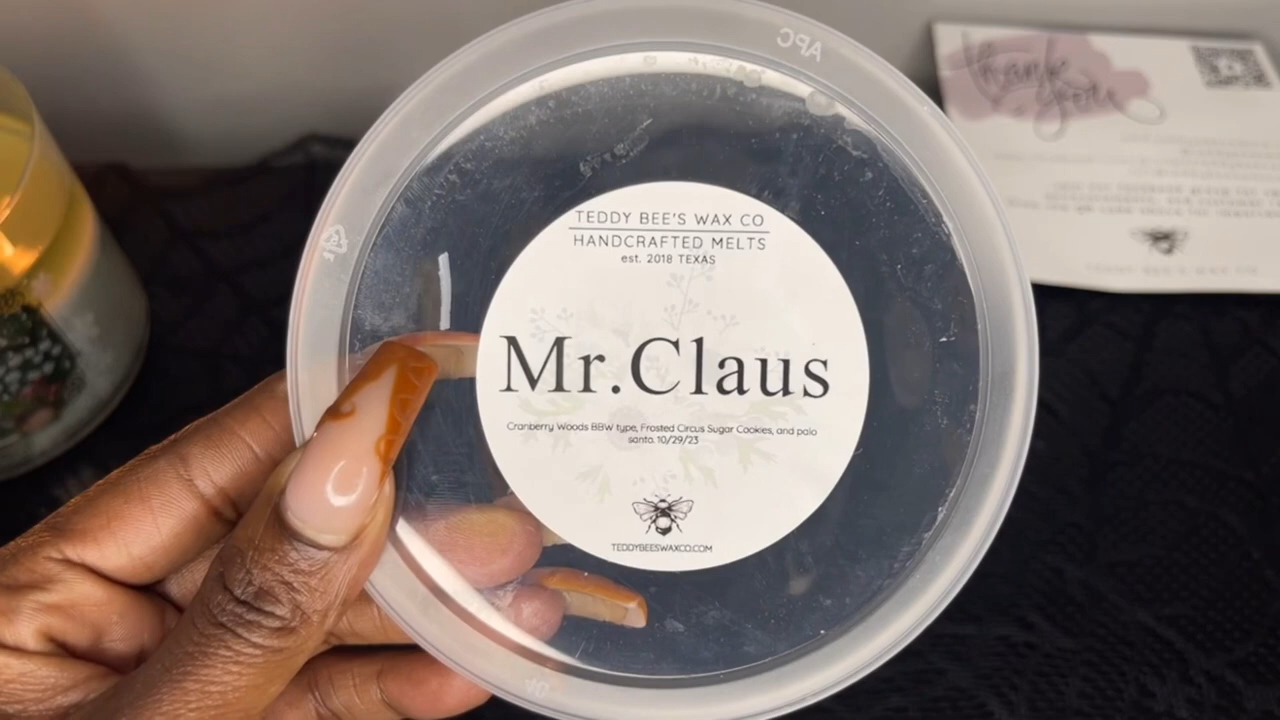 APC
thank
you
TEDDY BEE'S WAX CO
HANDCRAFTED MELTS
est. 2018 TEXAS
Mr.Claus
Cranberry Woods BBW type, Frosted Circus Sugar Cookies, and palo
santo. 10/29/23
TEDDYBEESWAXCO.COM